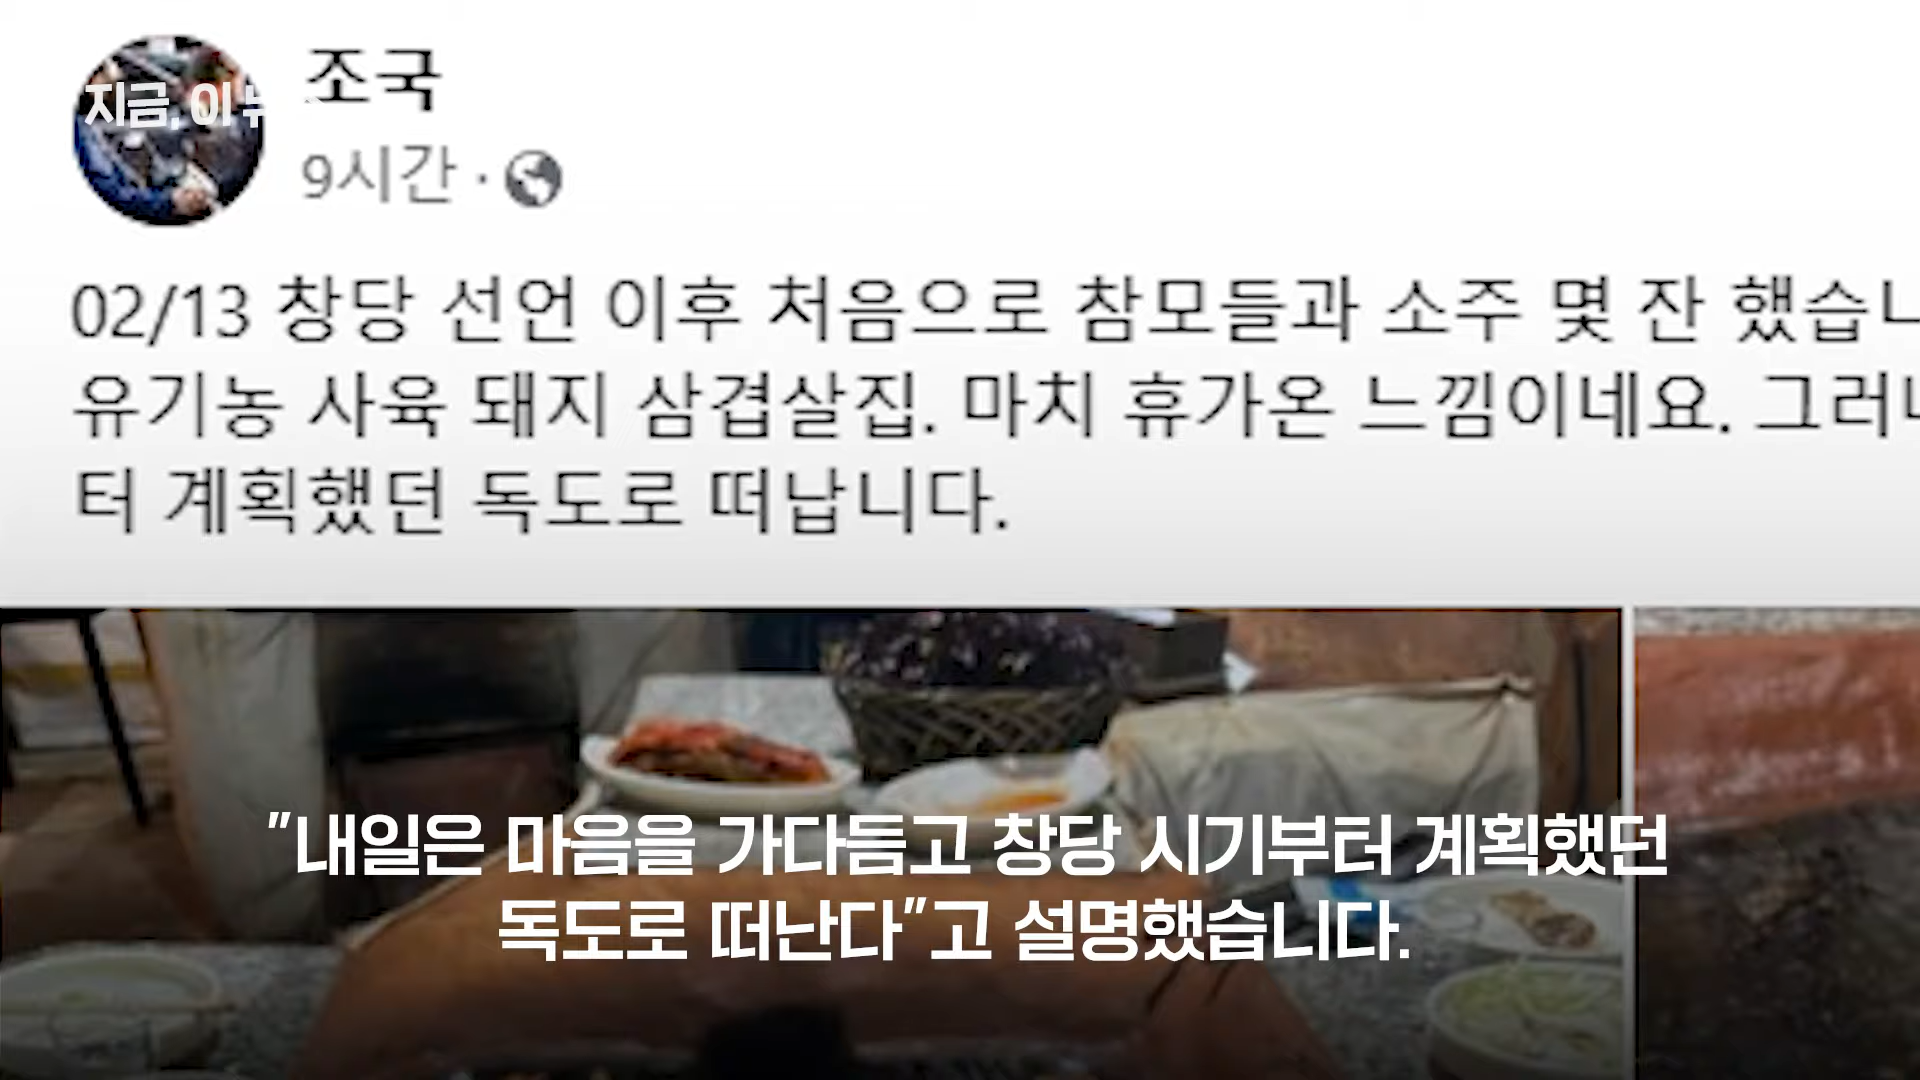 지금, 이 뉴
조국
9시간 ·
02/13 창당 선언 이후 처음으로 참모들과 소주 몇 잔 했습
유기농 사육 돼지 삼겹살집. 마치 휴가온 느낌이네요.
터 계획했던 독도로 떠납니다.
"내일은 마음을 가다듬고 창당 시기부터 계획했던
독도로 떠난다"고 설명했습니다.